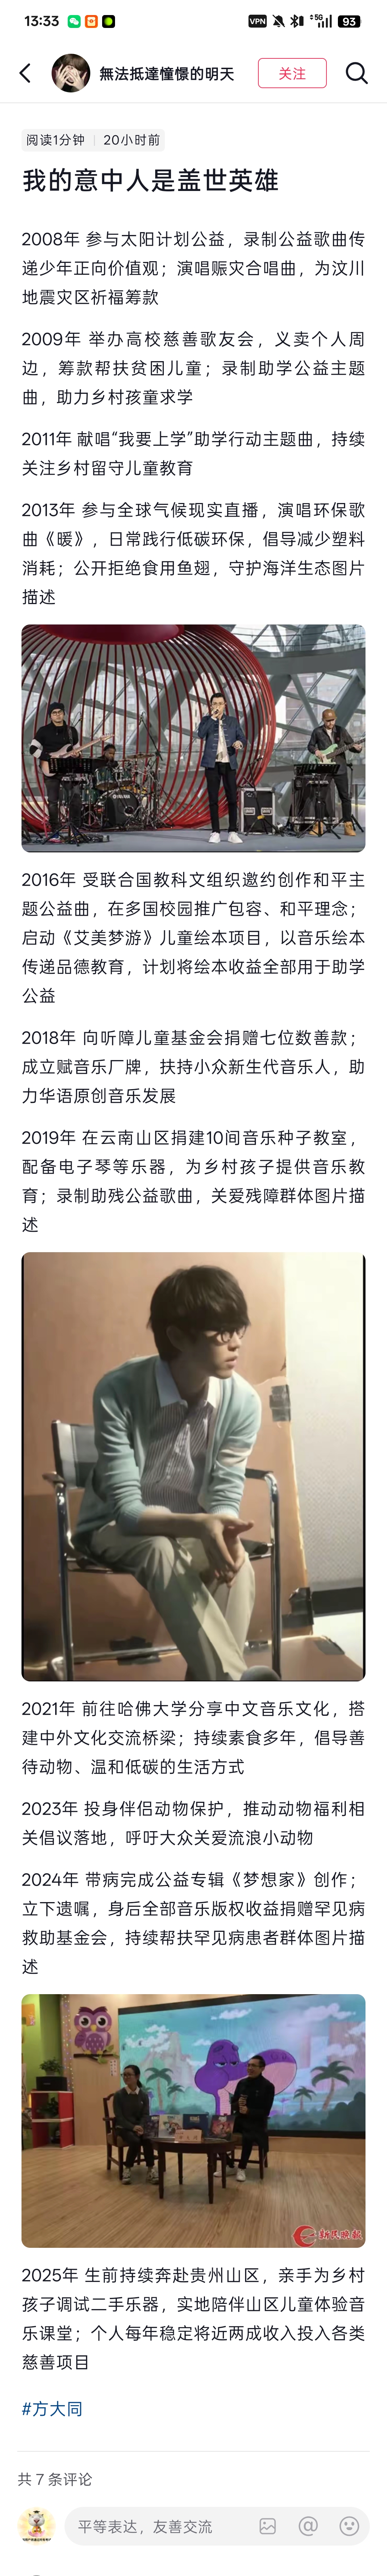 13:33
VPN
5G
93
無法抵達憧憬的明天
关注
阅读1分钟 | 20小时前
我的意中人是盖世英雄
2008年 参与太阳计划公益，录制公益歌曲传
递少年正向价值观；演唱赈灾合唱曲，为汶川
地震灾区祈福筹款
2009年 举办高校慈善歌友会，义卖个人周
边，筹款帮扶贫困儿童；录制助学公益主题
曲，助力乡村孩童求学
2011年 献唱“我要上学”助学行动主题曲，持续
关注乡村留守儿童教育
2013年 参与全球气候现实直播，演唱环保歌
曲《暖》，日常践行低碳环保，倡导减少塑料
消耗；公开拒绝食用鱼翅，守护海洋生态图片
描述
2016年 受联合国教科文组织邀约创作和平主
题公益曲，在多国校园推广包容、和平理念；
启动《艾美梦游》儿童绘本项目，以音乐绘本
传递品德教育，计划将绘本收益全部用于助学
公益
2018年 向听障儿童基金会捐赠七位数善款；
成立赋音乐厂牌，扶持小众新生代音乐人，助
力华语原创音乐发展
2019年 在云南山区捐建10间音乐种子教室，
配备电子琴等乐器，为乡村孩子提供音乐教
育；录制助残公益歌曲，关爱残障群体图片描
述
2021年 前往哈佛大学分享中文音乐文化，搭
建中外文化交流桥梁；持续素食多年，倡导善
待动物、温和低碳的生活方式
2023年 投身伴侣动物保护，推动动物福利相
关倡议落地，呼吁大众关爱流浪小动物
2024年 带病完成公益专辑《梦想家》创作；
立下遗嘱，身后全部音乐版权收益捐赠罕见病
救助基金会，持续帮扶罕见病患者群体图片描
述
新民晚报
2025年 生前持续奔赴贵州山区，亲手为乡村
孩子调试二手乐器，实地陪伴山区儿童体验音
乐课堂；个人每年稳定将近两成收入投入各类
慈善项目
#方大同
共 7 条评论
平等表达，友善交流